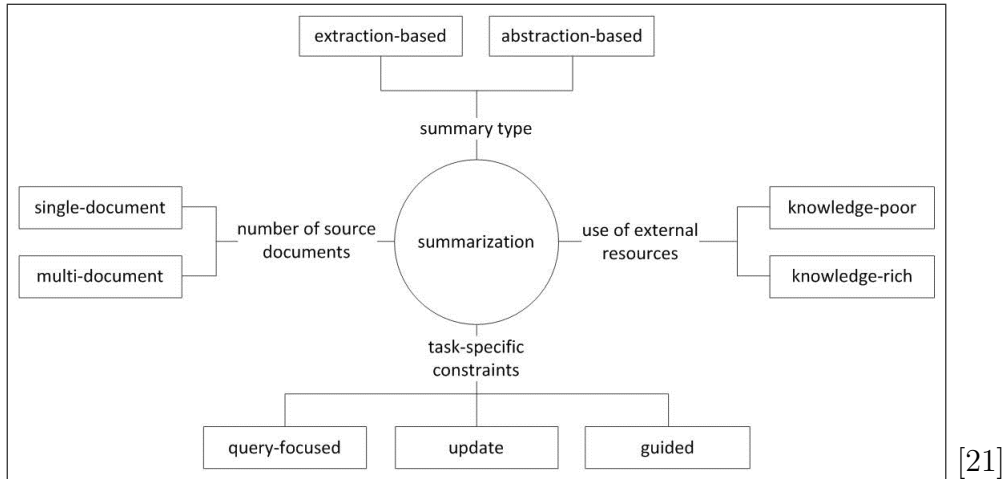 extraction-based
abstraction-based
summary type
single-document
multi-document
number of source
documents
summarization
use of external
resources
knowledge-poor
knowledge-rich
task-specific
constraints
query-focused
update
guided
[21]